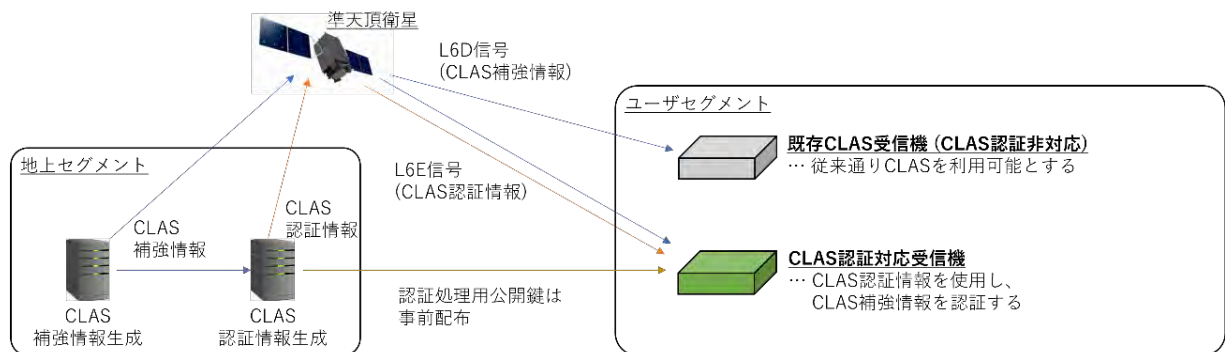 準天頂衛星
L6D信号
(CLAS補強情報)
ユーザセグメント
既存CLAS受信機 (CLAS認証非対応)
… 従来通りCLASを利用可能とする
地上セグメント
L6E信号
(CLAS認証情報)
CLAS
補強情報
CLAS
認証情報
CLAS認証対応受信機
… CLAS認証情報を使用し、
CLAS補強情報を認証する
認証処理用公開鍵は
事前配布
CLAS
補強情報生成
CLAS
認証情報生成